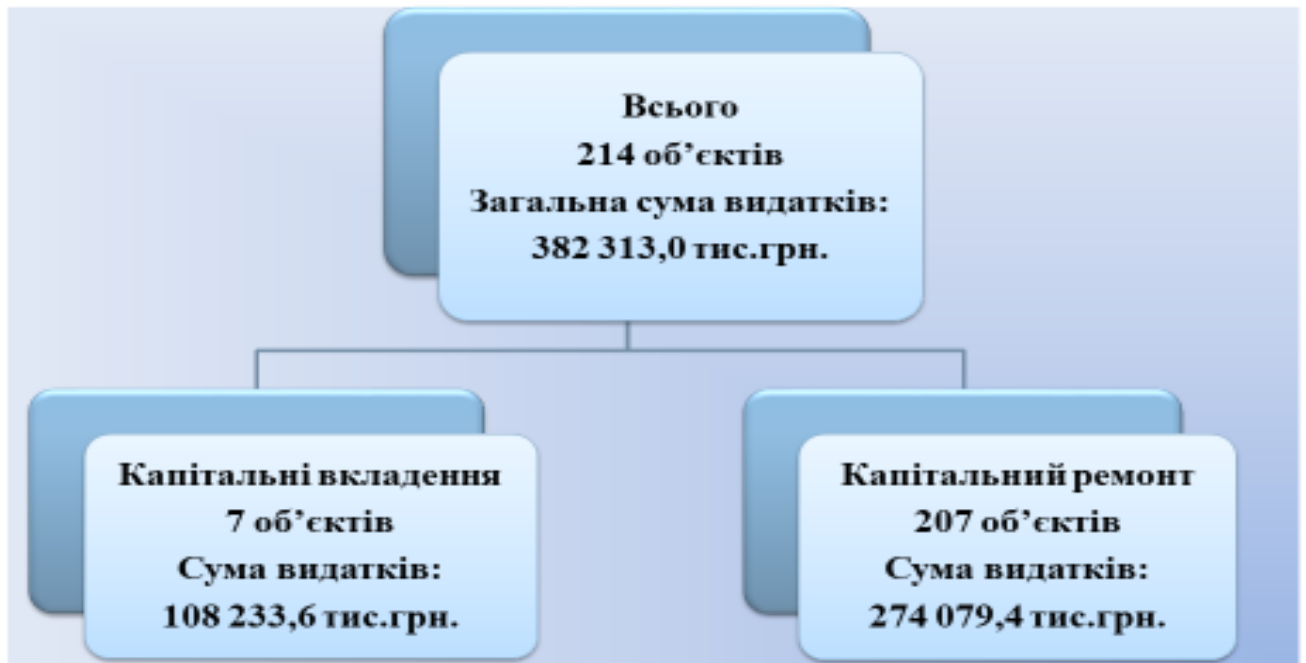 Всього
214 об’єктів
Загальна сума видатків:
382 313,0 тис.грн.
Капітальні вкладення
7 об’єктів
Сума видатків:
108 233,6 тис.грн.
Капітальний ремонт
207 об’єктів
Сума видатків:
274 079,4 тис.грн.